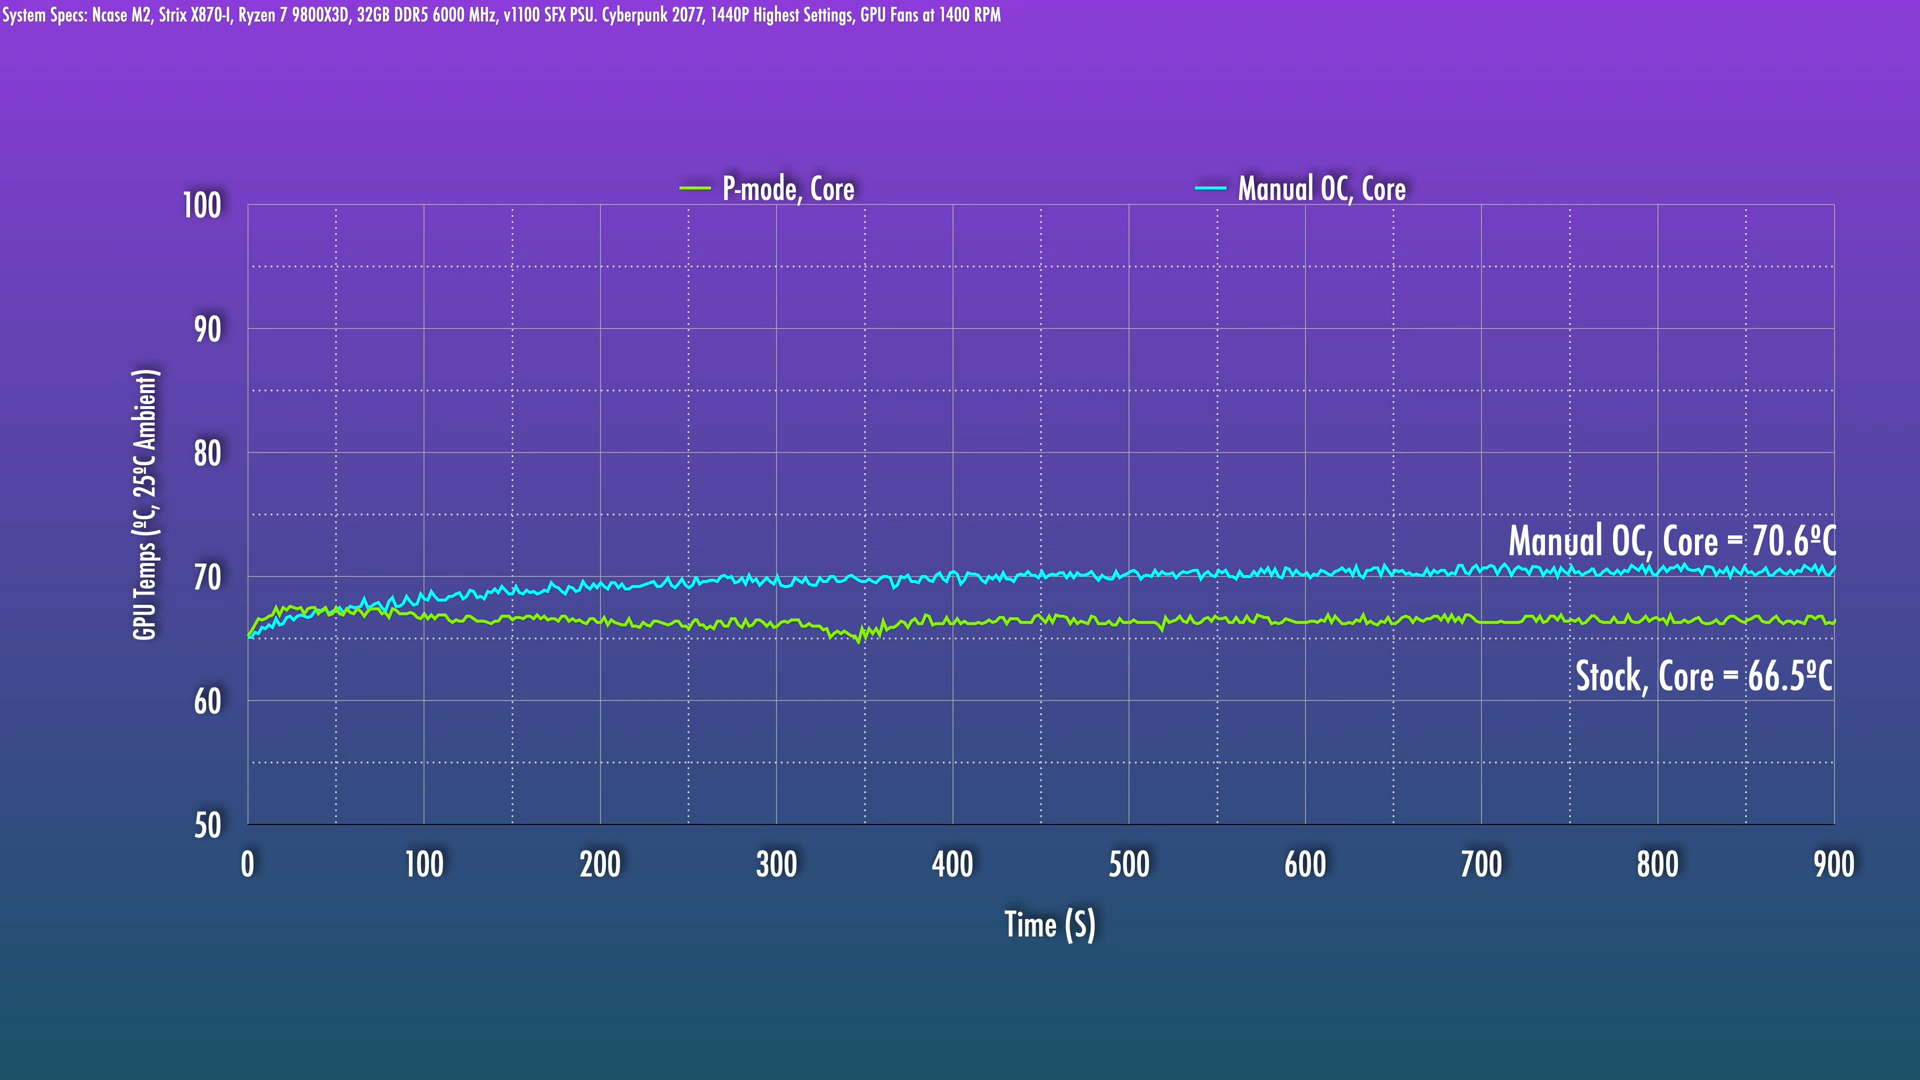 System Specs: Ncase M2, Strix X870-I, Ryzen 7 9800X3D, 32GB DDR5 6000 MHz, v1100 SFX PSU. Cyberpunk 2077, 1440P Highest Settings, GPU Fans at 1400 RPM
P-mode, Core
Manual OC, Core
100
90
80
70
60
50
GPU Temps (ºC, 25ºC Ambient)
Manual OC, Core = 70.6ºC
Stock, Core = 66.5ºC
0 100 200 300 400 500 600 700 800 900
Time (S)